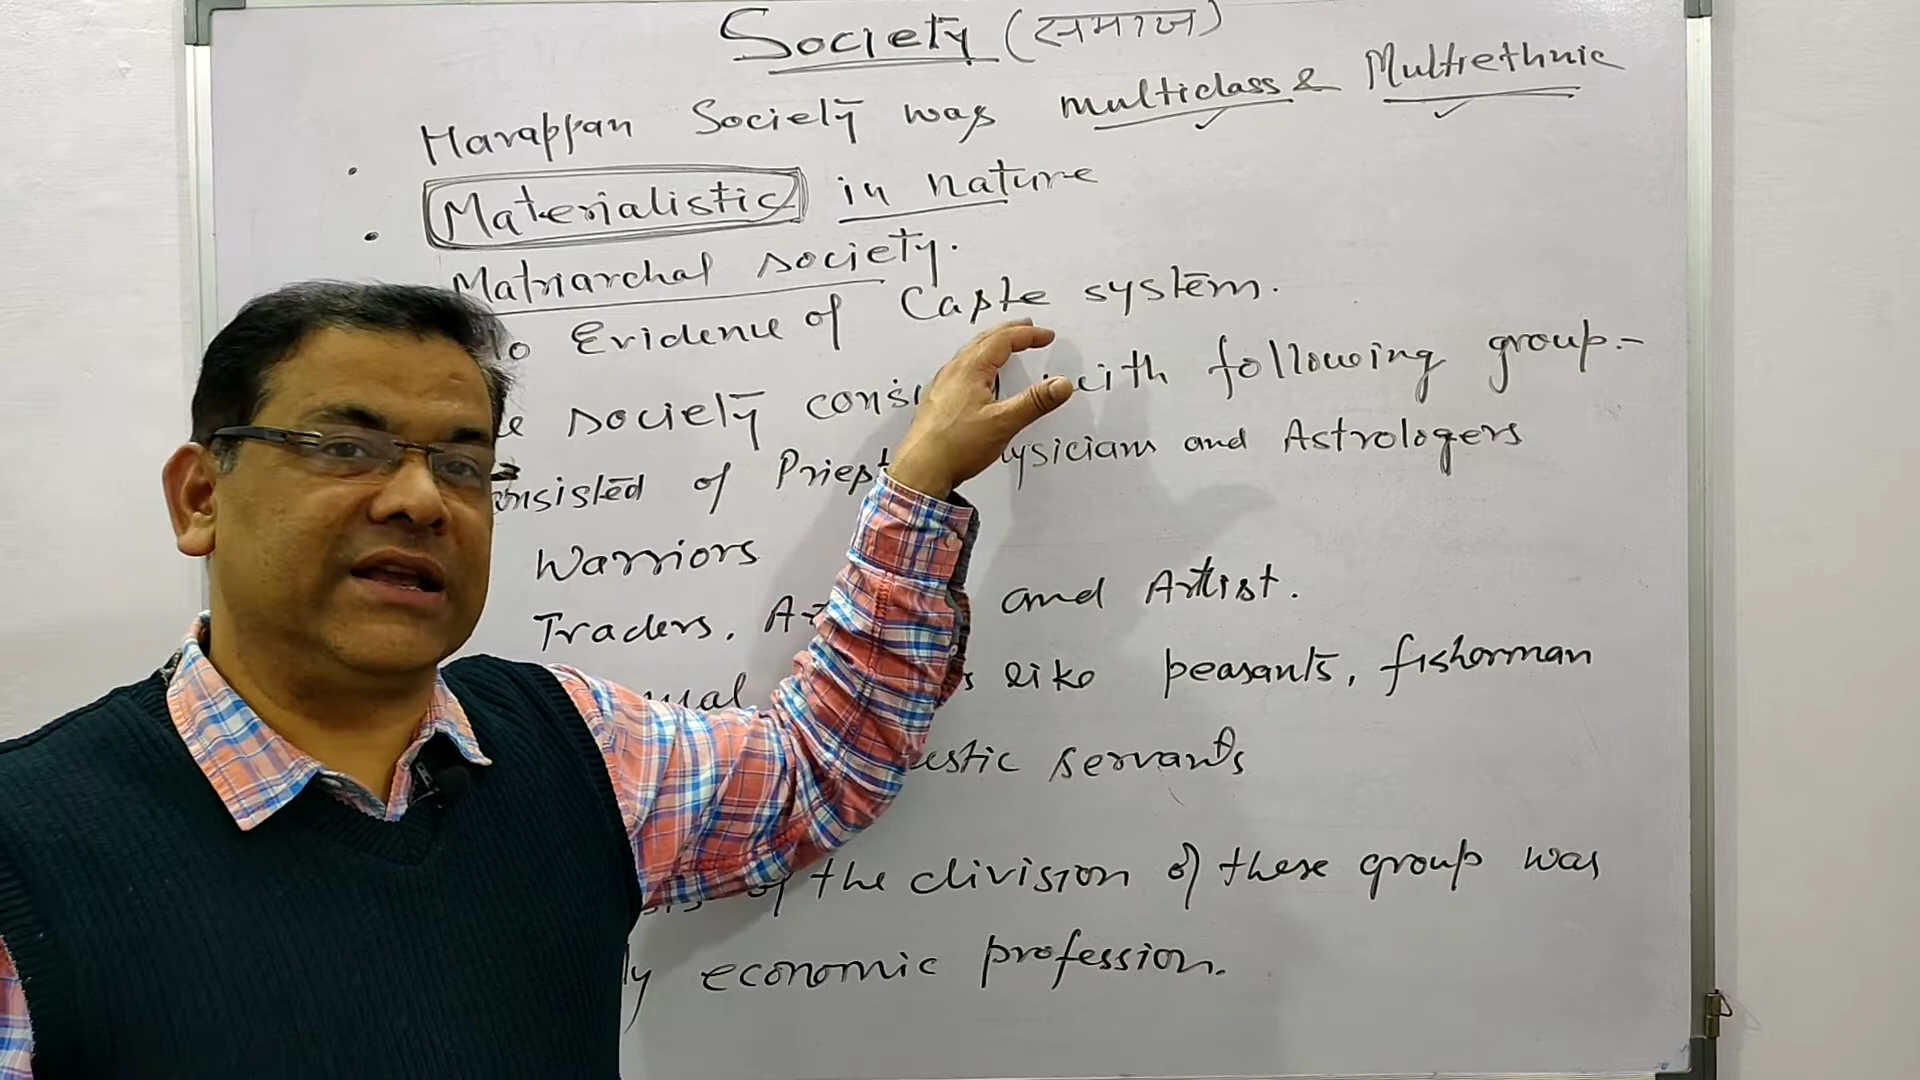 Society (समाज)
Harappan Society was multiclass & Multiethnic
Materialistic in nature
Matriarchal society.
Evidence of Caste system.
society with following group:-
of and Astrologers
Warriors
Traders, and Artist.
like peasants, fisherman
servants
of the division of these group was
economic profession.